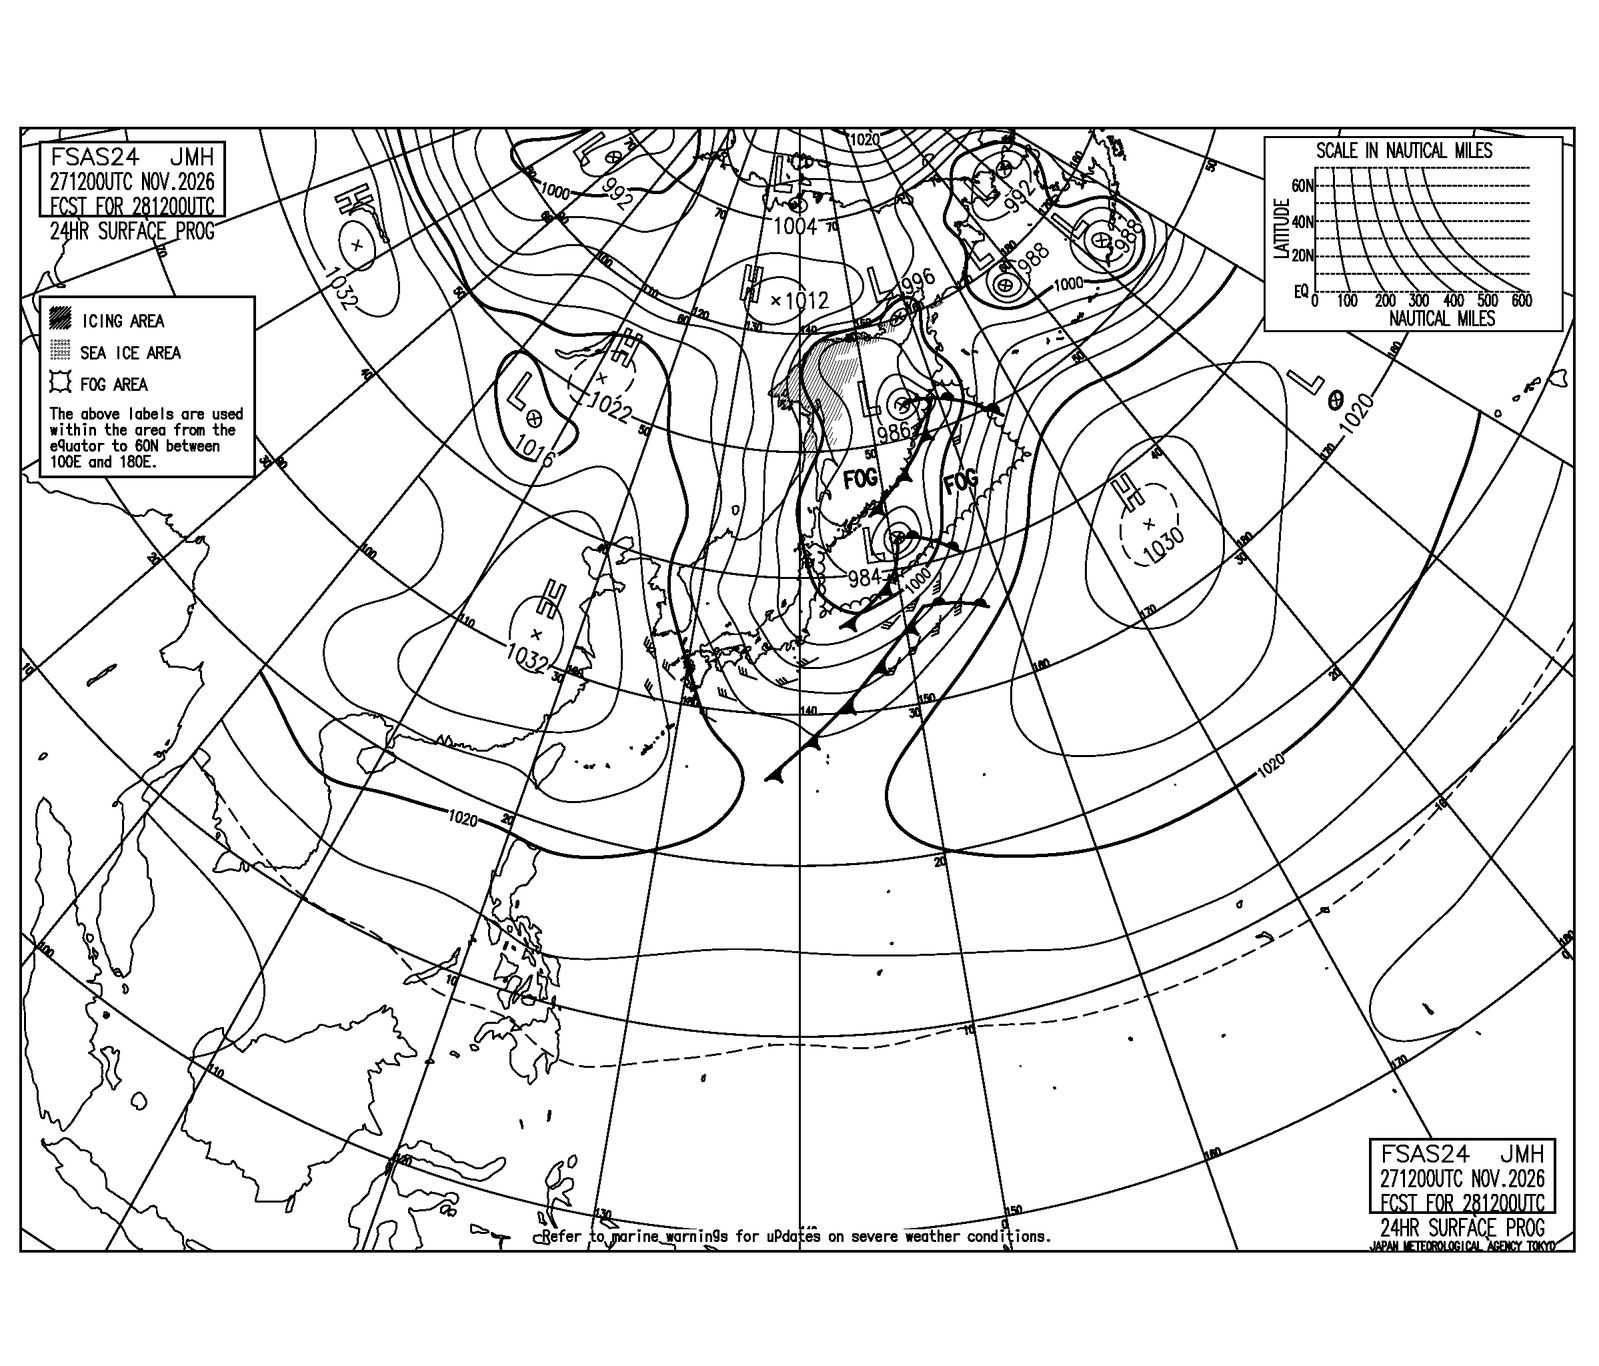 FSAS24 JMH
271200UTC NOV.2026
FCST FOR 281200UTC
24HR SURFACE PROG
ICING AREA
SEA ICE AREA
FOG AREA
The above labels are used
within the area from the
equator to 60N between
100E and 180E.
SCALE IN NAUTICAL MILES
LATITUDE
60N
40N
20N
EQ
0 100 200 300 400 500 600
NAUTICAL MILES
1020
L 992
1000
L 1004
L 992
L 988
L 988
1000
H 1032
H 1012
L 996
H 1022
L 1016
L 986
L 1020
FOG FOG
H 1030
L 984
1000
H 1032
1020
1020
Refer to marine warnings for updates on severe weather conditions.
FSAS24 JMH
271200UTC NOV.2026
FCST FOR 281200UTC
24HR SURFACE PROG
JAPAN METEOROLOGICAL AGENCY TOKYO